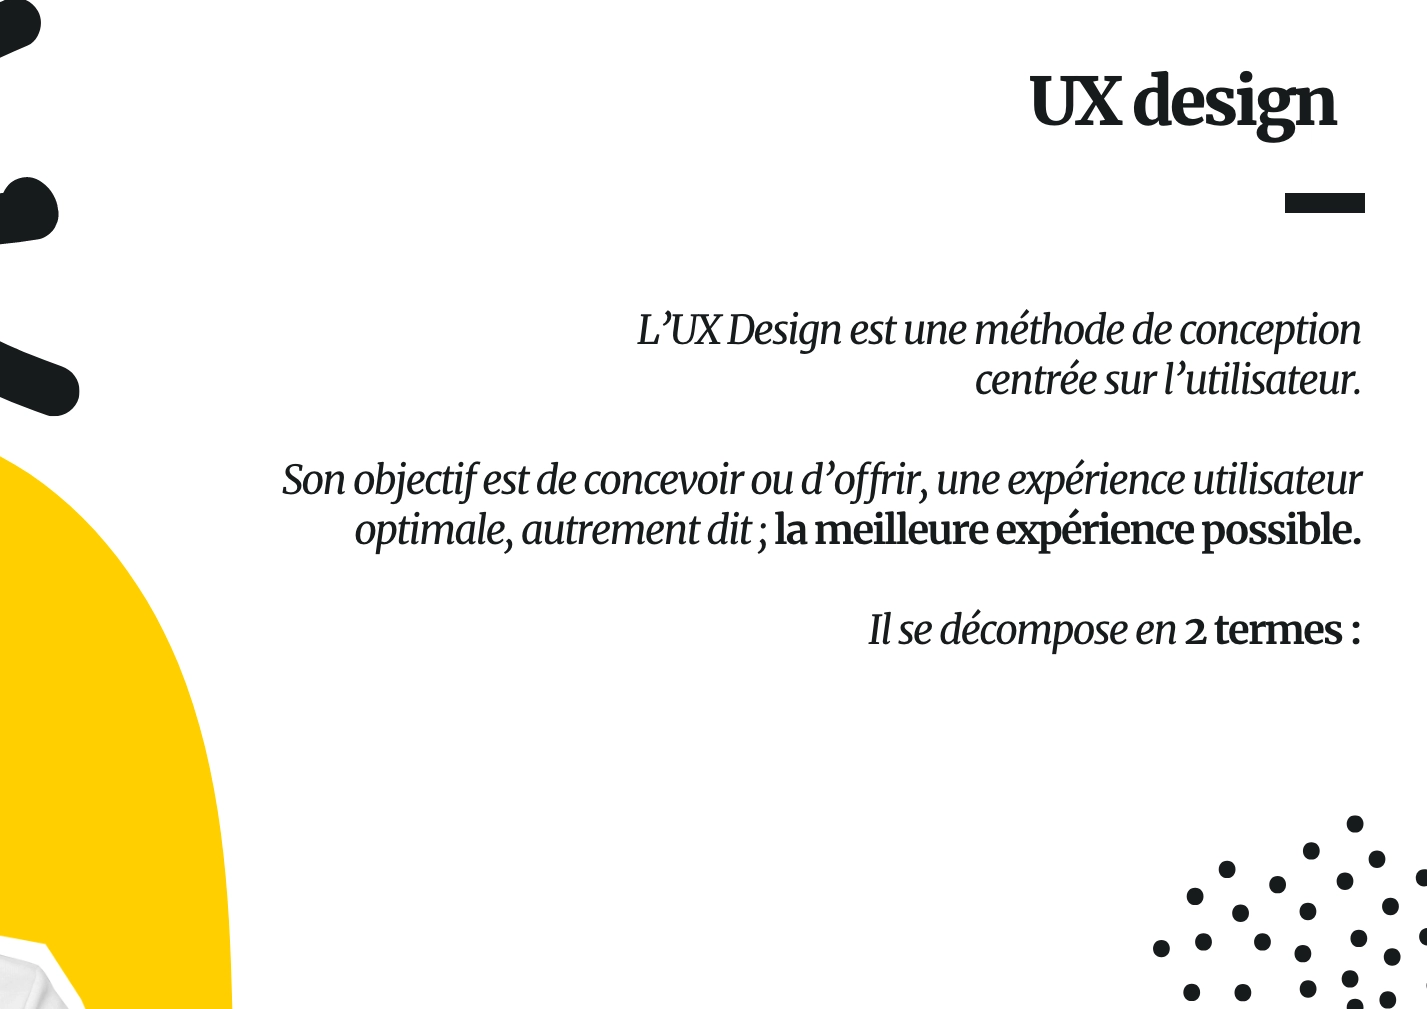 UX design
L’UX Design est une méthode de conception
centrée sur l’utilisateur.
Son objectif est de concevoir ou d’offrir, une expérience utilisateur
optimale, autrement dit ; la meilleure expérience possible.
Il se décompose en 2 termes :